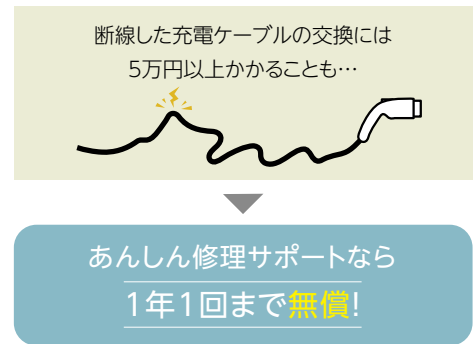 断線した充電ケーブルの交換には
5万円以上かかることも…
あんしん修理サポートなら
1年1回まで無償!